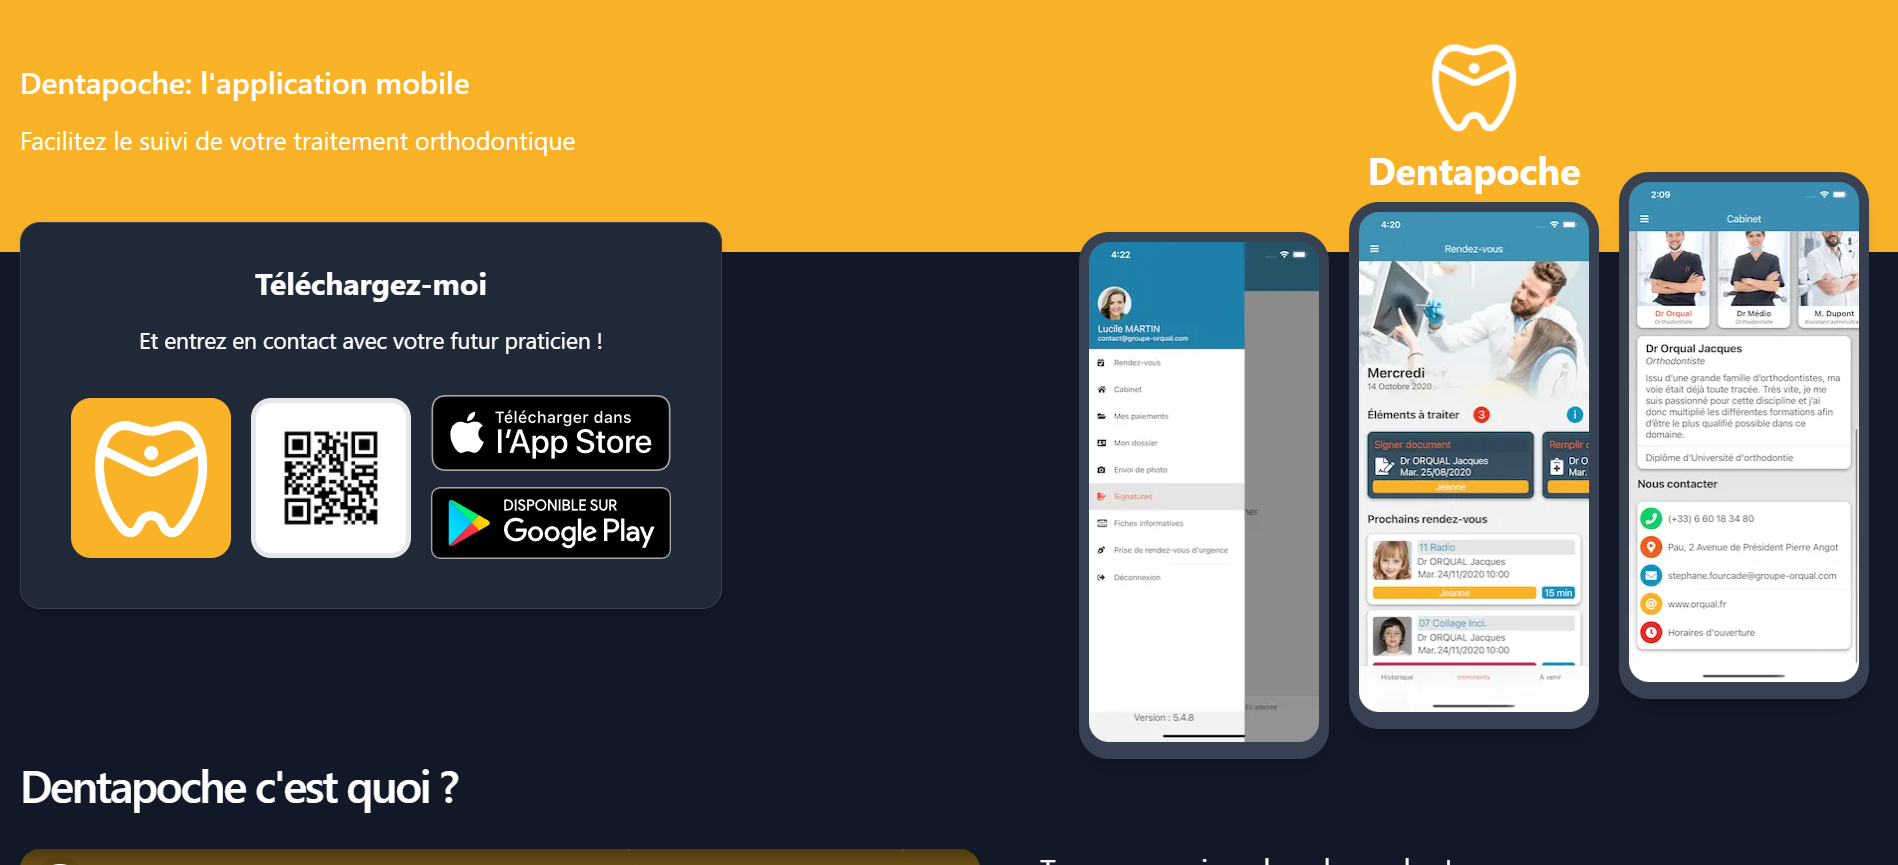 Dentapoche: l'application mobile
Facilitez le suivi de votre traitement orthodontique
Téléchargez-moi
Et entrez en contact avec votre futur praticien !
Télécharger dans
l'App Store
DISPONIBLE SUR
Google Play
Dentapoche
4:22
Lucile MARTIN
contact@groupe-orqual.com
Rendez-vous
Cabinet
Mes paiements
Mon dossier
Envoi de photo
Signatures
Fiches informatives
Prise de rendez-vous d'urgence
Déconnexion
Version : 5.4.8
En attente
4:20
Rendez-vous
Mercredi
14 Octobre 2020
Éléments à traiter 3 i
Signer document
Dr ORQUAL Jacques
Mar. 25/08/2020
Jeanne
Remplir
Dr O
Mar.
Prochains rendez-vous
11 Radio
Dr ORQUAL Jacques
Mar. 24/11/2020 10:00
Jeanne 15 min
07 Collage Inci.
Dr ORQUAL Jacques
Mar. 24/11/2020 10:00
Historique Imminents À venir
2:09
Cabinet
Dr Orqual Dr Médio M. Dupont
Orthodontiste Orthodontiste Assistant administra
Dr Orqual Jacques
Orthodontiste
Issu d'une grande famille d'orthodontistes, ma
voie était déjà toute tracée. Très vite, je me
suis passionné pour cette discipline et j'ai
donc multiplié les différentes formations afin
d'être le plus qualifié possible dans ce
domaine.
Diplôme d'Université d'orthodontie
Nous contacter
(+33) 6 60 18 34 80
Pau, 2 Avenue de Président Pierre Angot
stephane.fourcade@groupe-orqual.com
www.orqual.fr
Horaires d'ouverture
Dentapoche c'est quoi ?